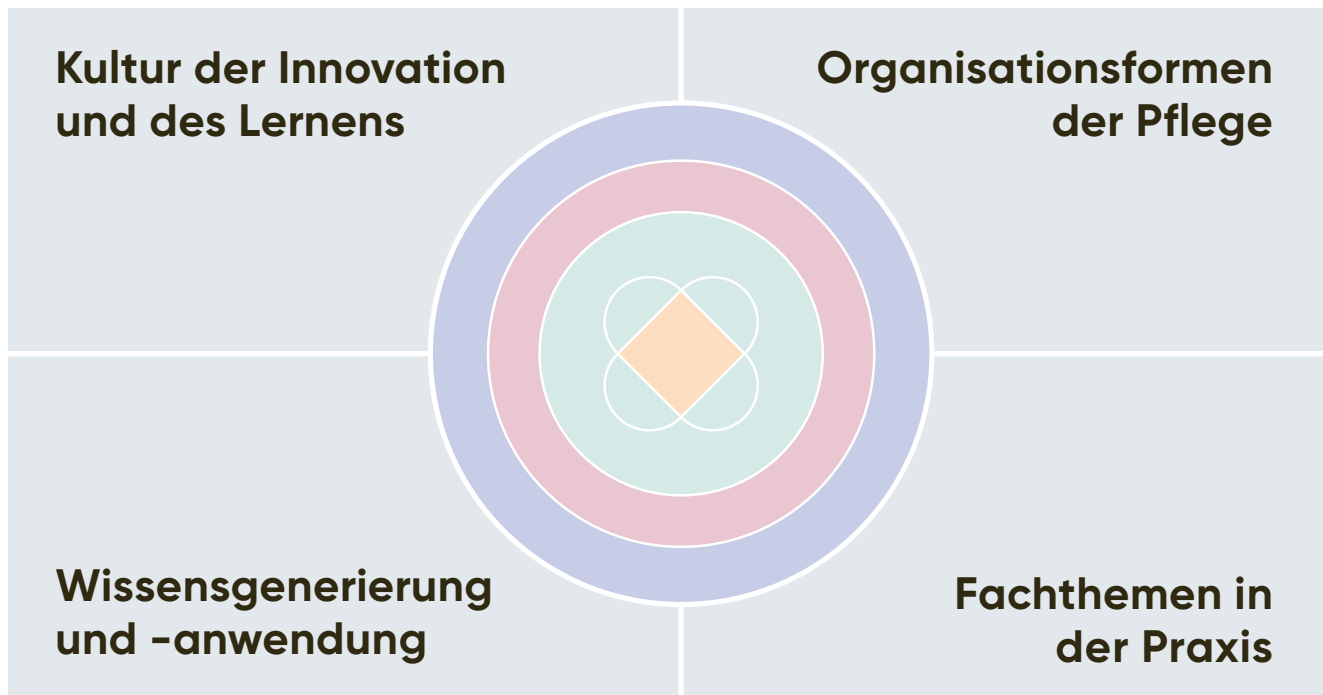 Kultur der Innovation
und des Lernens
Organisationsformen
der Pflege
Wissensgenerierung
und -anwendung
Fachthemen in
der Praxis